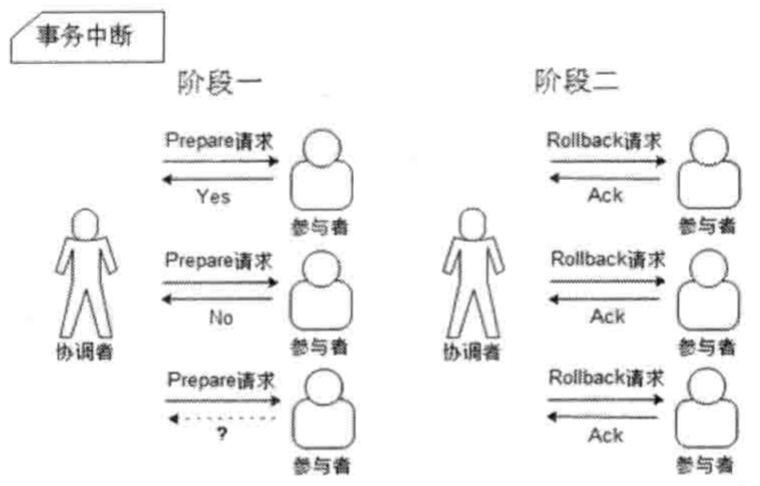 事务中断
阶段一
阶段二
Prepare请求
Yes
参与者
Prepare请求
No
参与者
Prepare请求
?
参与者
协调者
Rollback请求
Ack
参与者
Rollback请求
Ack
参与者
Rollback请求
Ack
参与者
协调者